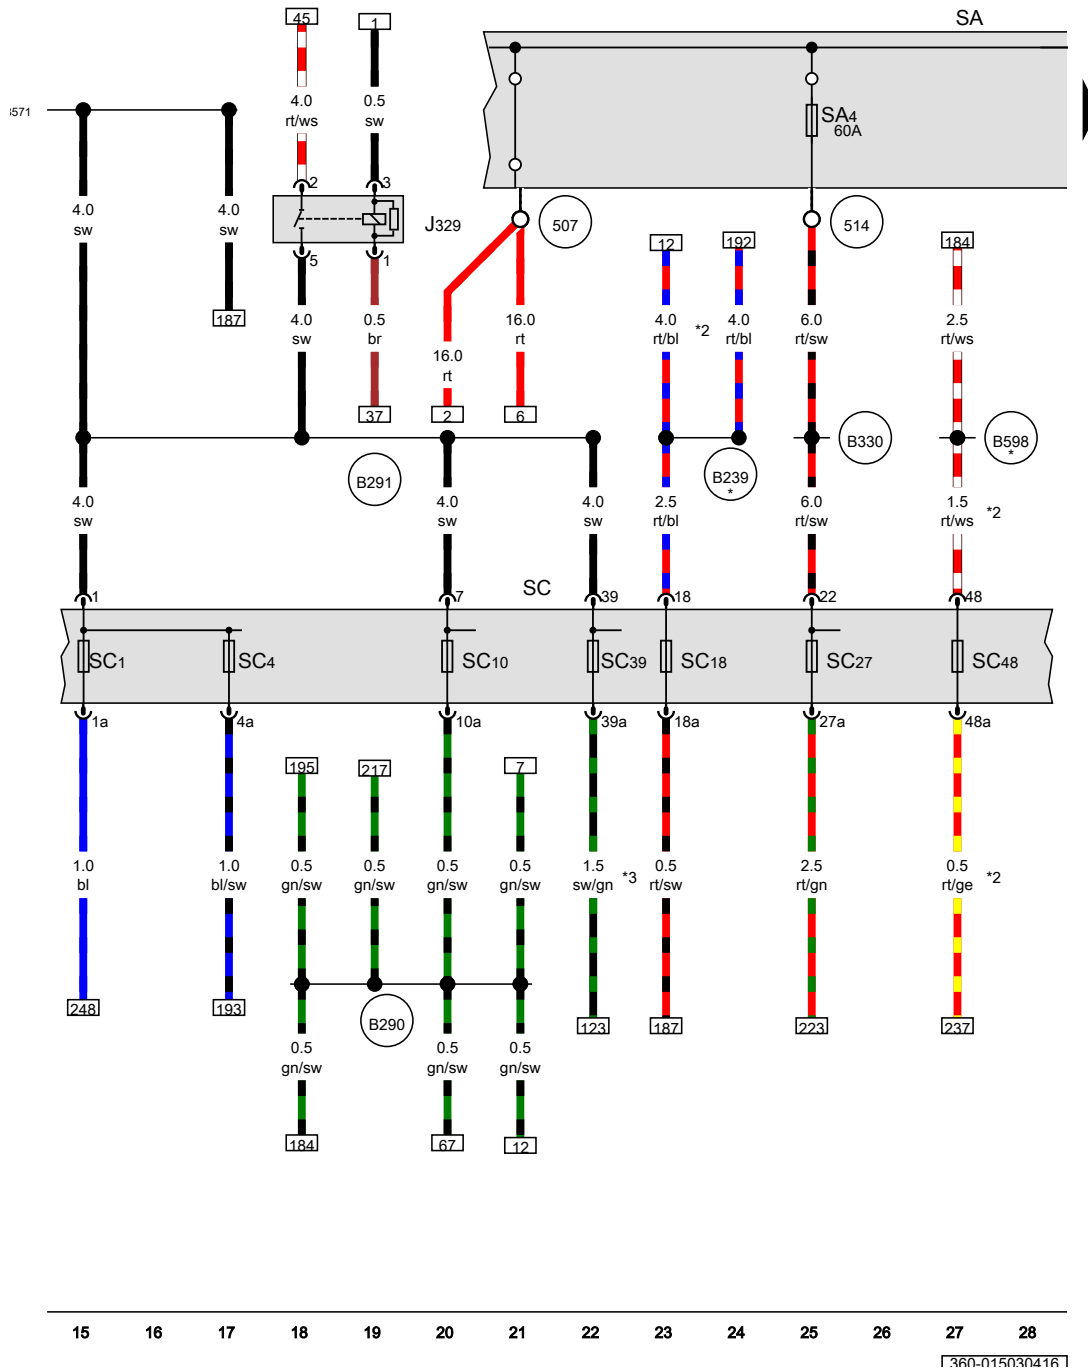 SA
45
1
4.0
rt/ws
0.5
sw
SA4
60A
571
2
3
J329
507
514
5
1
4.0
sw
4.0
sw
187
4.0
sw
0.5
br
16.0
rt
16.0
rt
12
192
184
4.0
rt/bl
*2
4.0
rt/bl
6.0
rt/sw
2.5
rt/ws
37
2
6
B291
B239
*
B330
B598
*
4.0
sw
4.0
sw
4.0
sw
2.5
rt/bl
6.0
rt/sw
1.5
rt/ws
*2
SC
1
7
39
18
22
48
SC1
SC4
SC10
SC39
SC18
SC27
SC48
1a
4a
10a
39a
18a
27a
48a
195
217
7
1.0
bl
1.0
bl/sw
0.5
gn/sw
0.5
gn/sw
0.5
gn/sw
0.5
gn/sw
1.5
sw/gn
*3
0.5
rt/sw
2.5
rt/gn
0.5
rt/ge
*2
248
193
B290
123
187
223
237
0.5
gn/sw
0.5
gn/sw
0.5
gn/sw
184
67
12
15 16 17 18 19 20 21 22 23 24 25 26 27 28
360-015030416